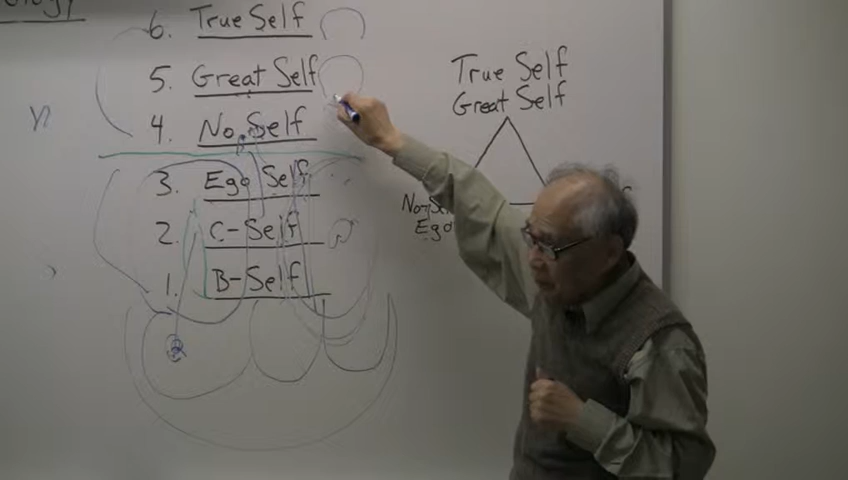 6. True Self
5. Great Self
4. No Self
3. Ego Self
2. C-Self
1. B-Self
True Self
Great Self